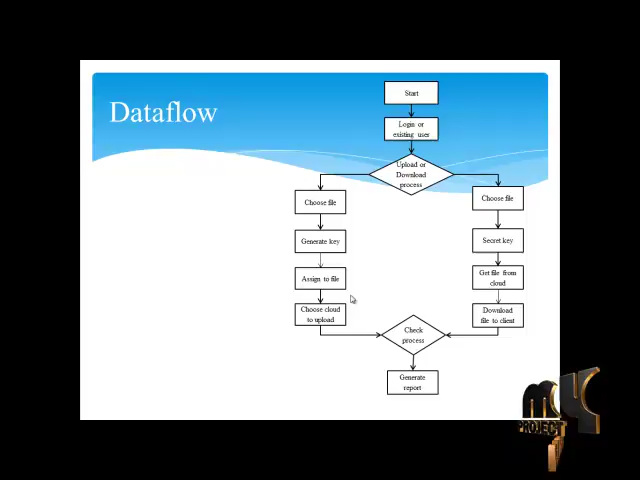 Dataflow
Start
Login or
existing user
Upload or
Download
process
Choose file
Generate key
Assign to file
Choose cloud
to upload
Choose file
Secret key
Get file from
cloud
Download
file to client
Check
process
Generate
report
PROJECT